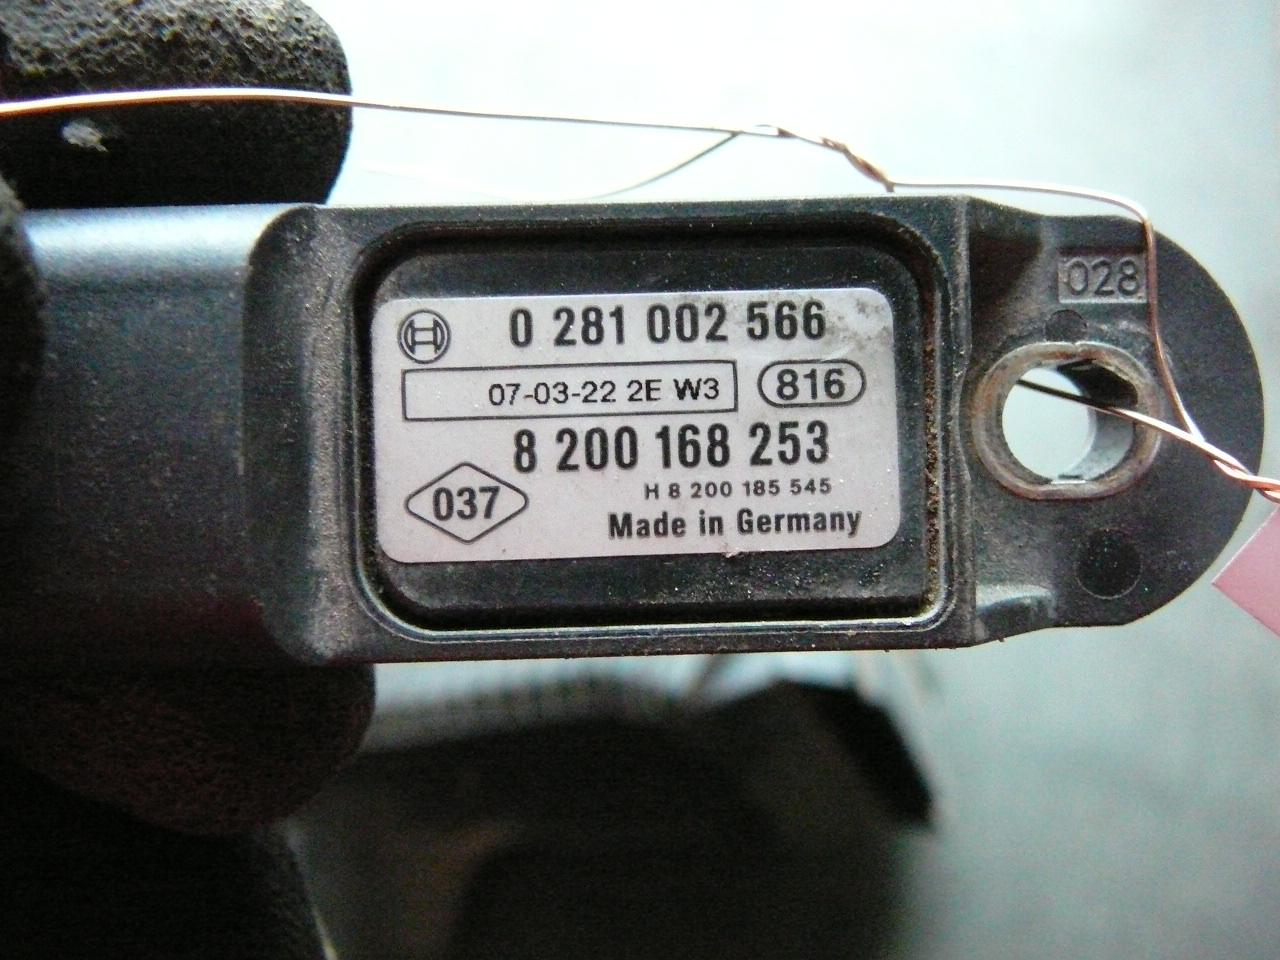 0 281 002 566
07-03-22 2E W3
816
8 200 168 253
H 8 200 185 545
037
Made in Germany
028